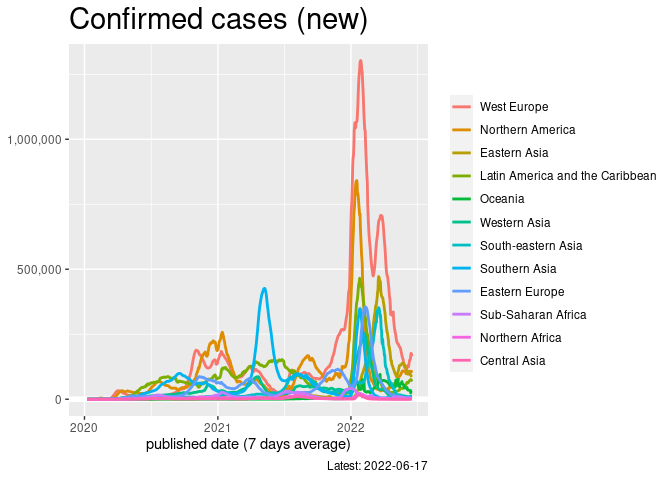 Confirmed cases (new)
1,000,000
500,000
0
2020
2021
2022
published date (7 days average)
Latest: 2022-06-17
West Europe
Northern America
Eastern Asia
Latin America and the Caribbean
Oceania
Western Asia
South-eastern Asia
Southern Asia
Eastern Europe
Sub-Saharan Africa
Northern Africa
Central Asia